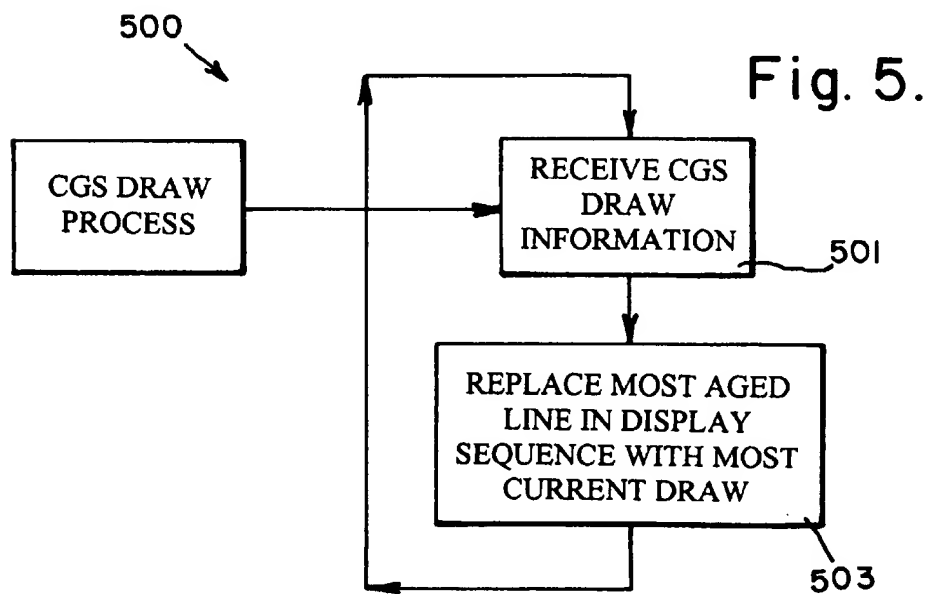 500
Fig. 5.
CGS DRAW
PROCESS
RECEIVE CGS
DRAW
INFORMATION
501
REPLACE MOST AGED
LINE IN DISPLAY
SEQUENCE WITH MOST
CURRENT DRAW
503